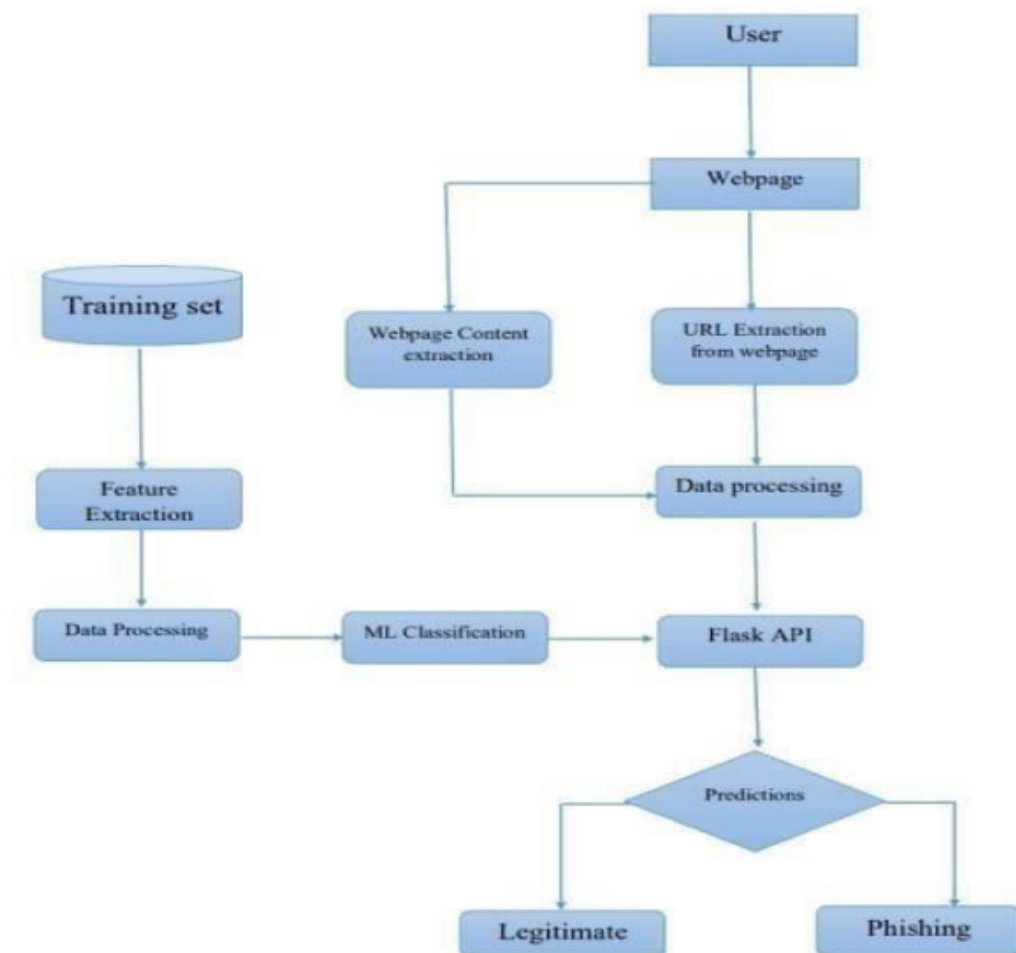 User
Webpage
Training set
Webpage Content
extraction
URL Extraction
from webpage
Feature
Extraction
Data processing
Data Processing
ML Classification
Flask API
Predictions
Legitimate
Phishing